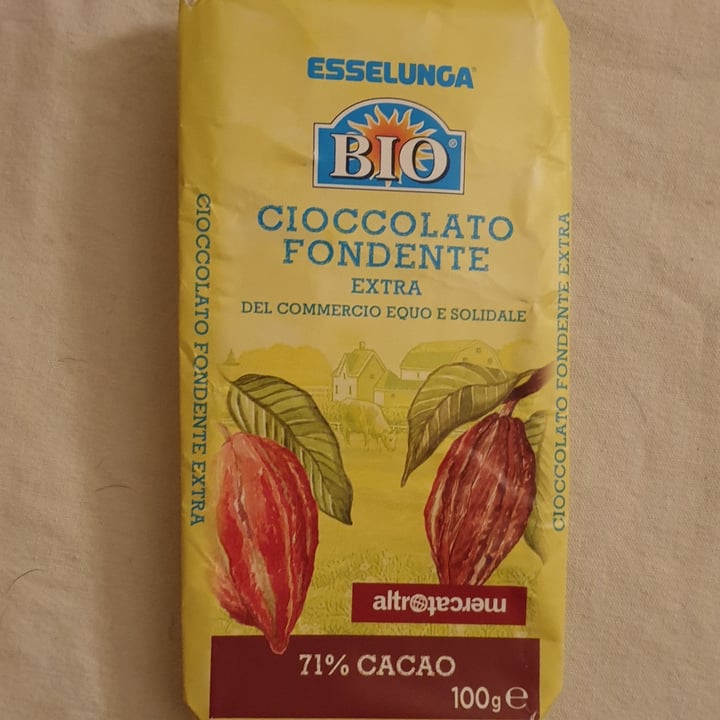 ESSELUNGA®
BIO®
CIOCCOLATO
FONDENTE
EXTRA
DEL COMMERCIO EQUO E SOLIDALE
CIOCCOLATO FONDENTE EXTRA
CIOCCOLATO FONDENTE EXTRA
altromercato
71% CACAO
100g e